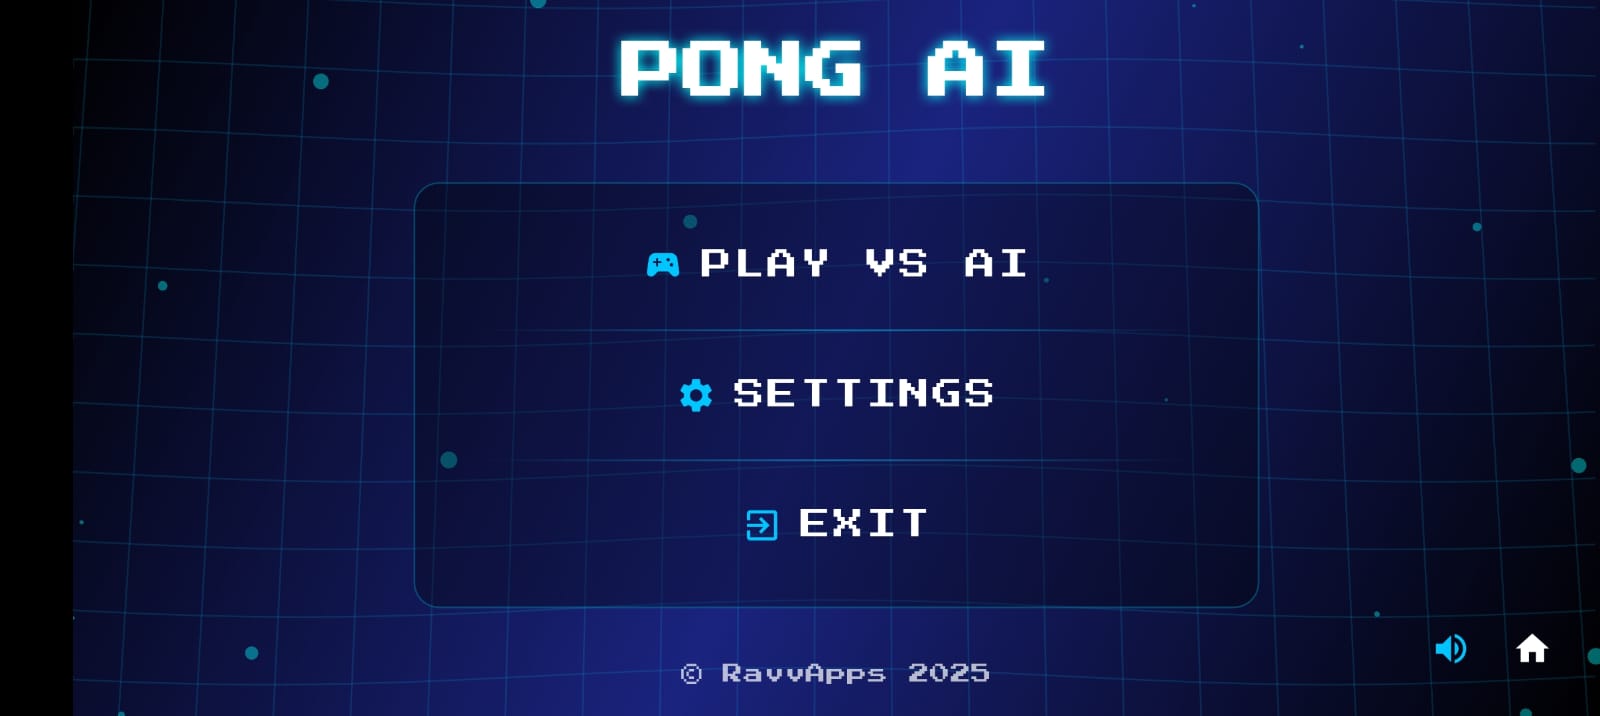 PONG AI
PLAY VS AI
SETTINGS
EXIT
© RavvApps 2025